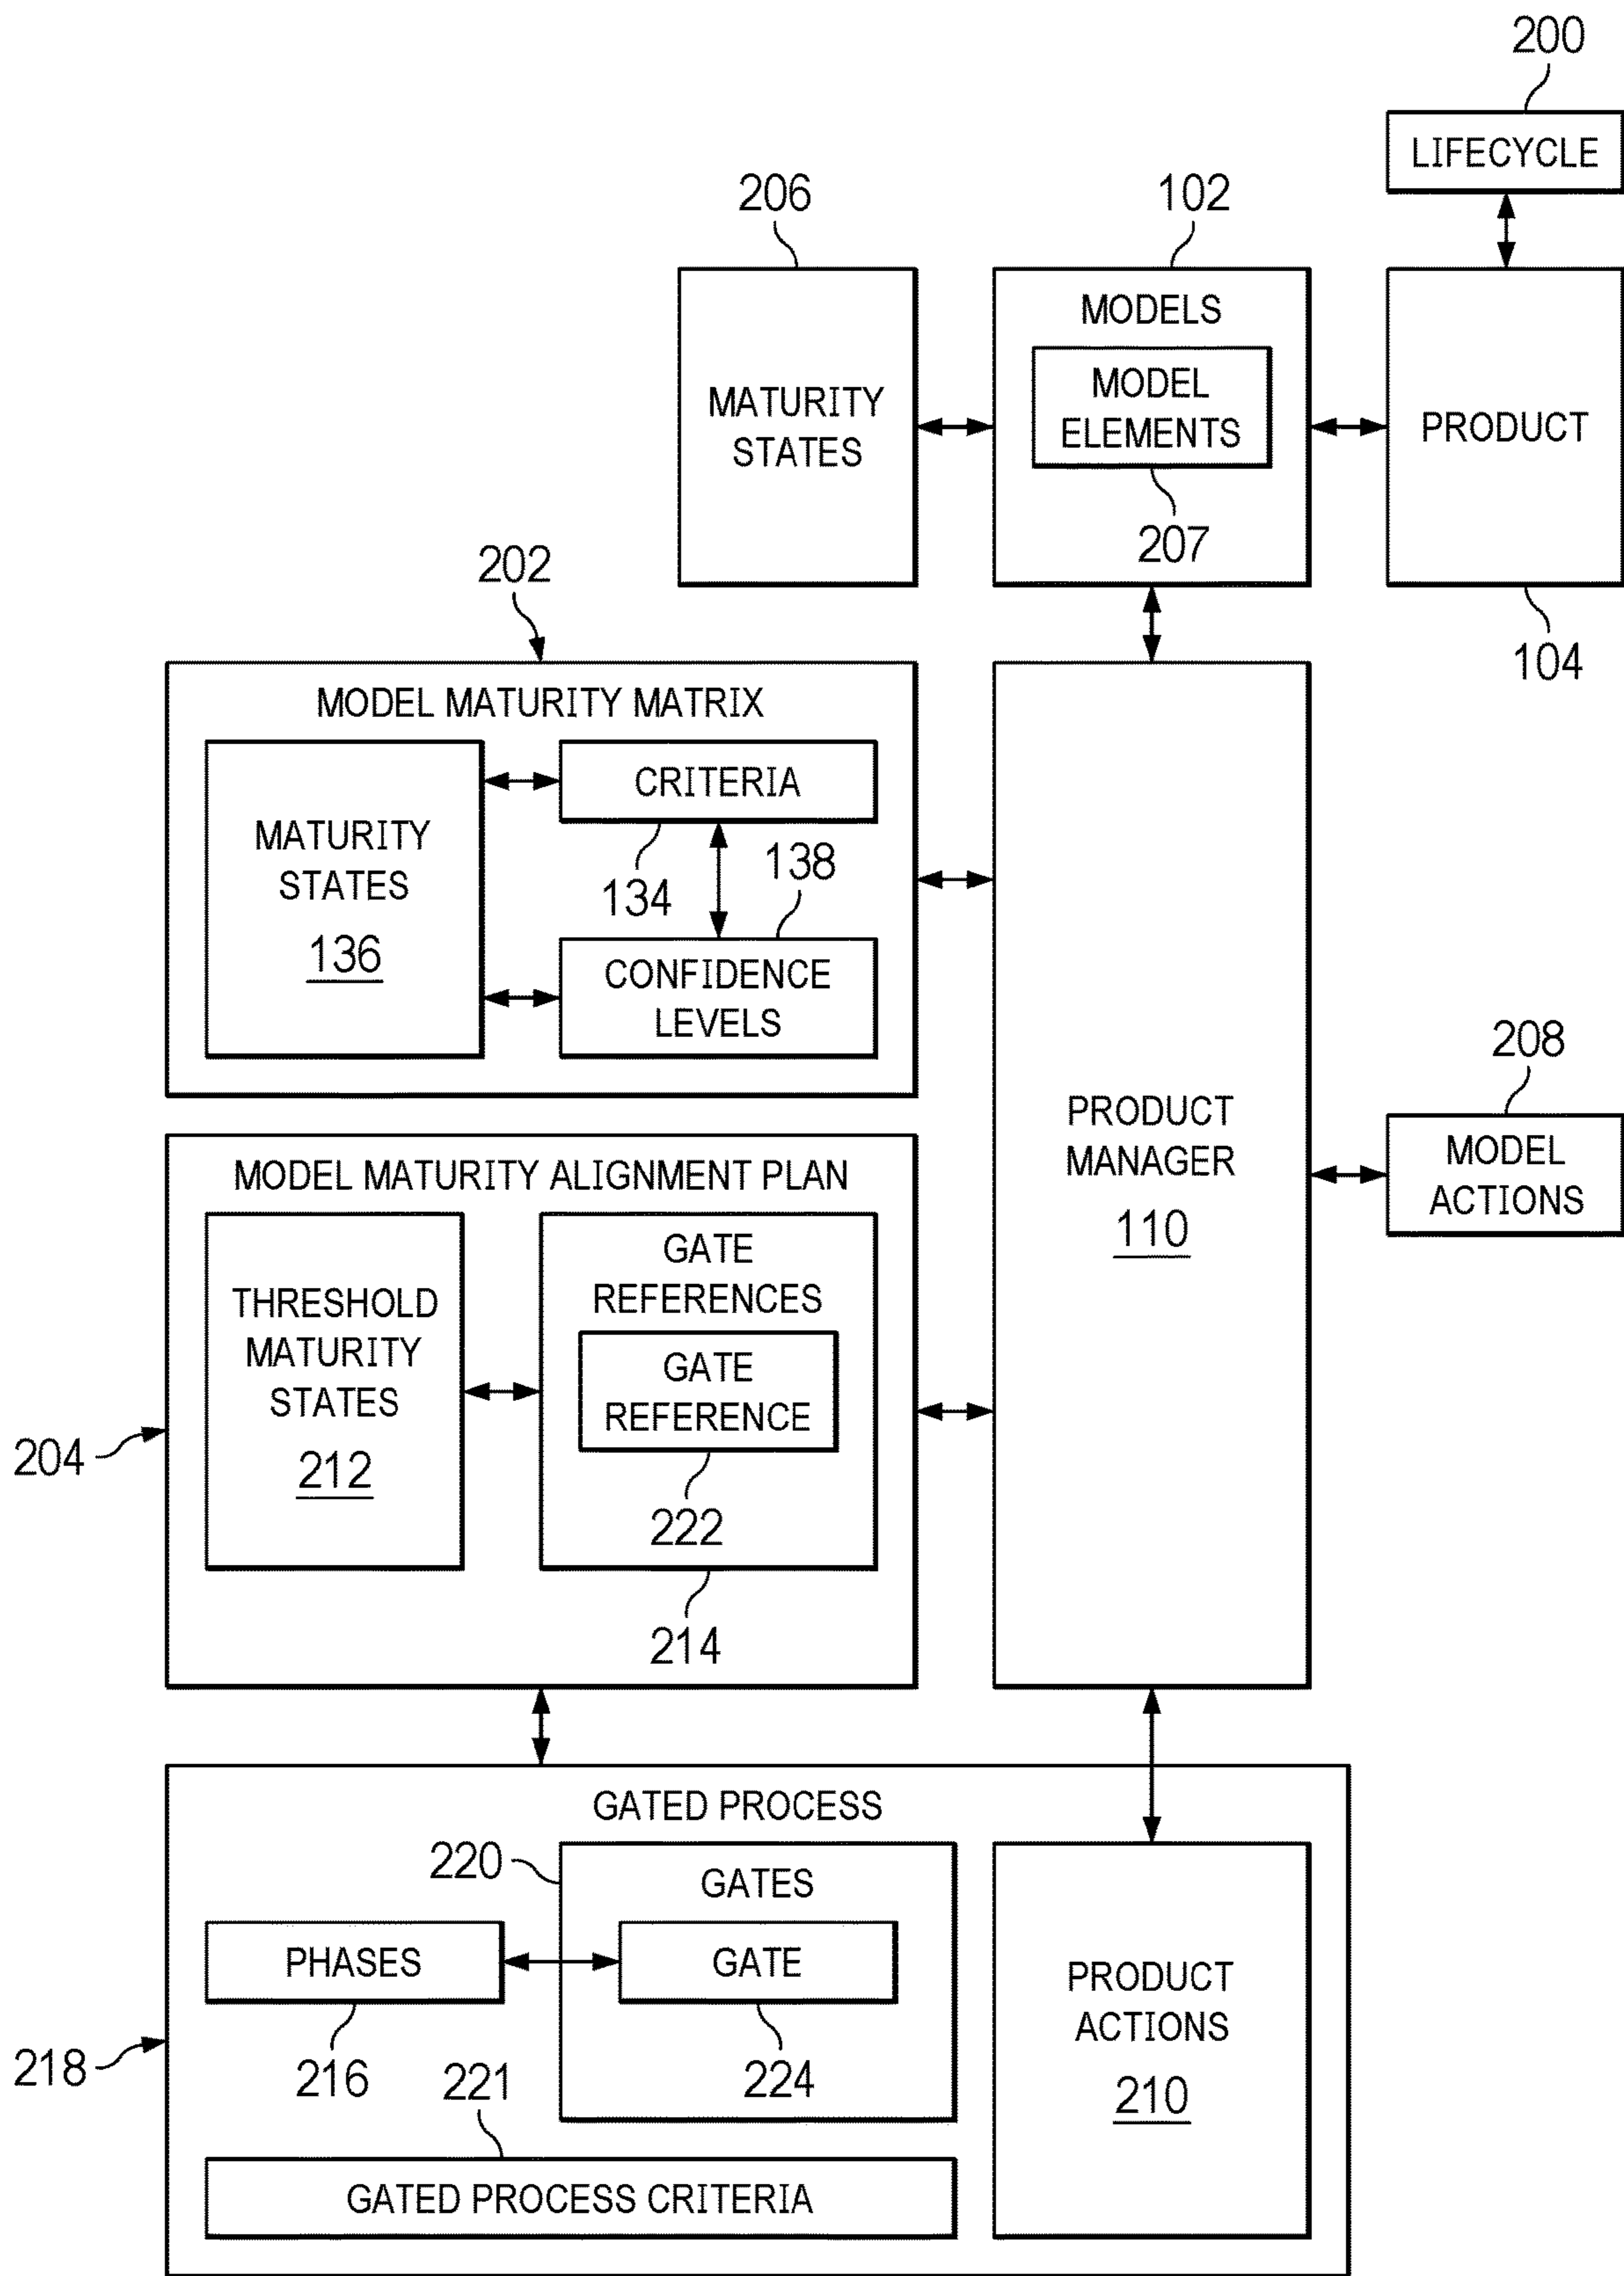 200
LIFECYCLE
206
102
MATURITY
STATES
MODELS
MODEL
ELEMENTS
207
PRODUCT
104
202
MODEL MATURITY MATRIX
MATURITY
STATES
136
CRITERIA
134
138
CONFIDENCE
LEVELS
PRODUCT
MANAGER
110
208
MODEL
ACTIONS
204
MODEL MATURITY ALIGNMENT PLAN
THRESHOLD
MATURITY
STATES
212
GATE
REFERENCES
GATE
REFERENCE
222
214
218
GATED PROCESS
220
GATES
PHASES
216
GATE
224
221
GATED PROCESS CRITERIA
PRODUCT
ACTIONS
210